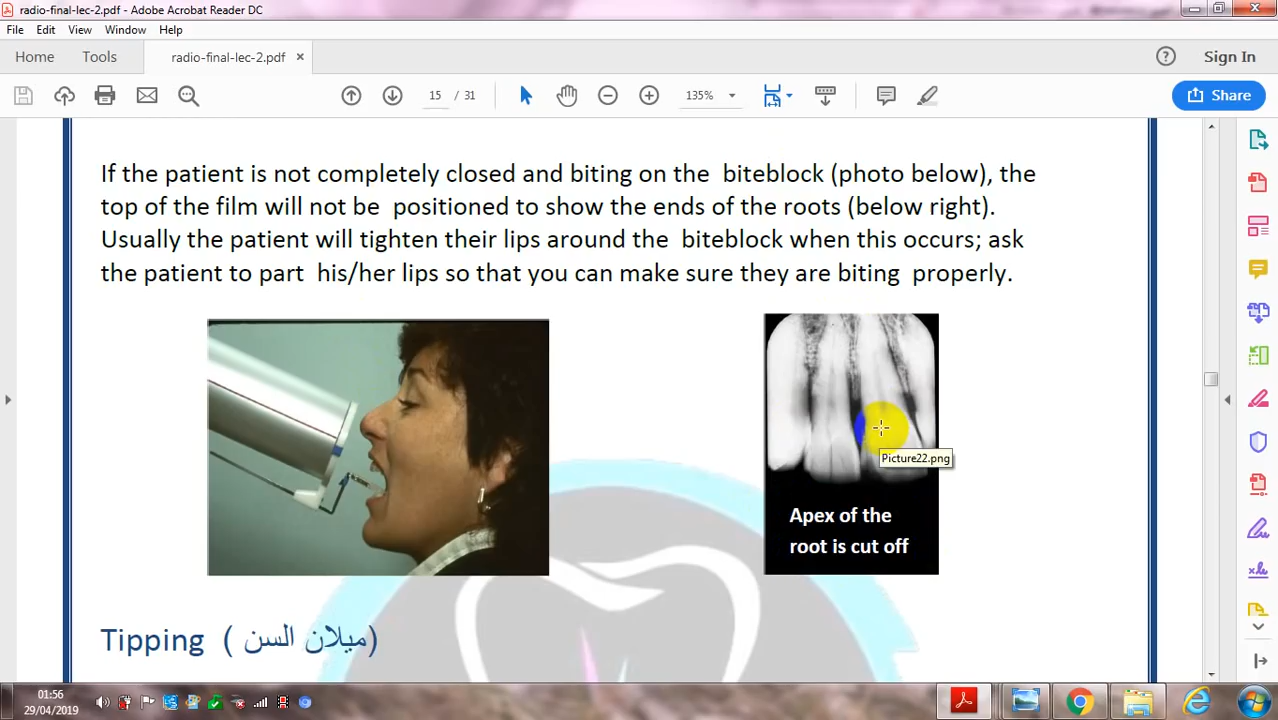 radio-final-lec-2.pdf - Adobe Acrobat Reader DC
File Edit View Window Help
Home Tools radio-final-lec-2.pdf × ? Sign In
15 / 31 135% Share
If the patient is not completely closed and biting on the biteblock (photo below), the
top of the film will not be positioned to show the ends of the roots (below right).
Usually the patient will tighten their lips around the biteblock when this occurs; ask
the patient to part his/her lips so that you can make sure they are biting properly.
Picture22.png
Apex of the
root is cut off
Tipping (ميلان السن)
01:56
29/04/2019